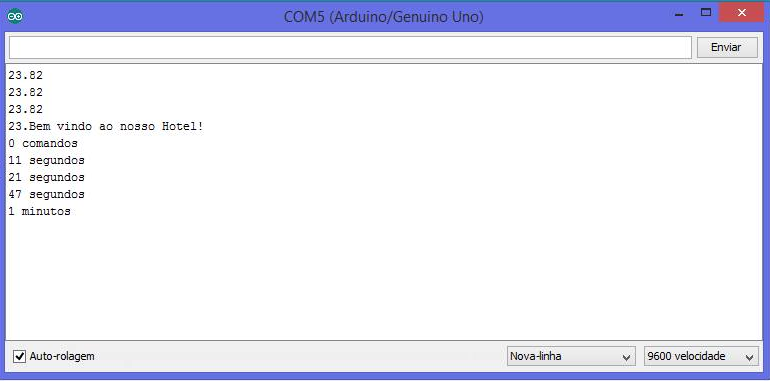 COM5 (Arduino/Genuino Uno)
Enviar
23.82
23.82
23.82
23.Bem vindo ao nosso Hotel!
0 comandos
11 segundos
21 segundos
47 segundos
1 minutos
Auto-rolagem
Nova-linha
9600 velocidade